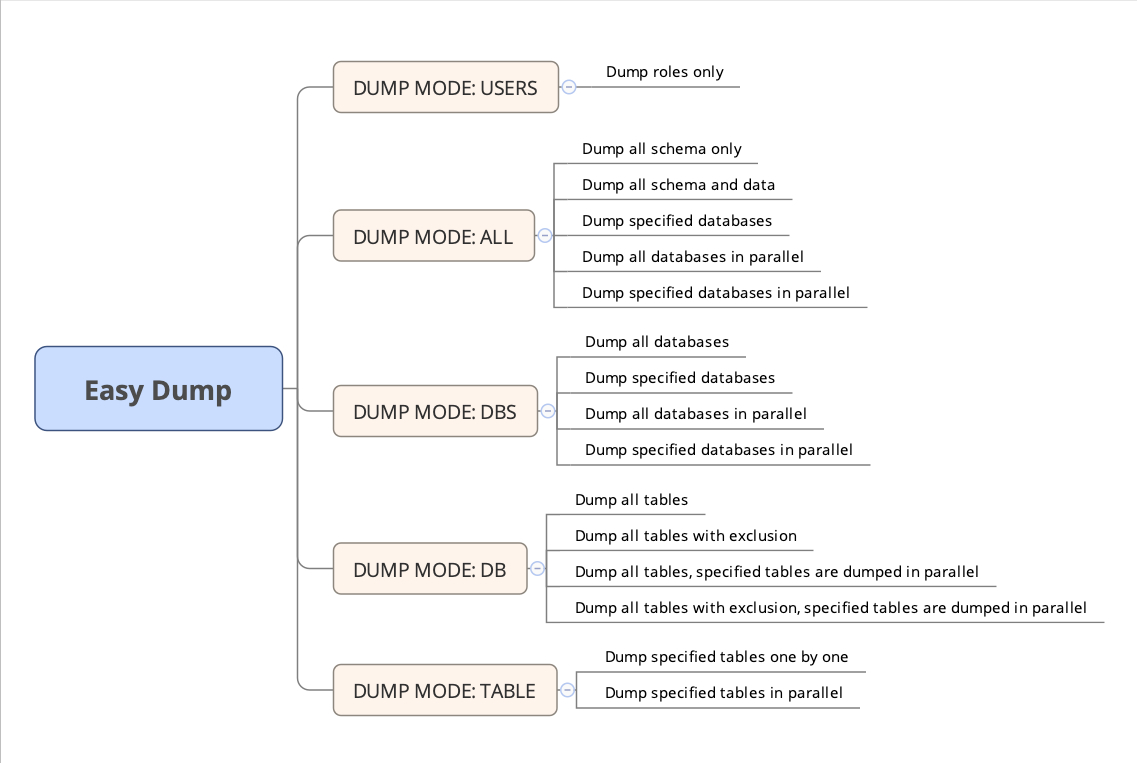 DUMP MODE: USERS
Dump roles only
DUMP MODE: ALL
Dump all schema only
Dump all schema and data
Dump specified databases
Dump all databases in parallel
Dump specified databases in parallel
Easy Dump
DUMP MODE: DBS
Dump all databases
Dump specified databases
Dump all databases in parallel
Dump specified databases in parallel
DUMP MODE: DB
Dump all tables
Dump all tables with exclusion
Dump all tables, specified tables are dumped in parallel
Dump all tables with exclusion, specified tables are dumped in parallel
DUMP MODE: TABLE
Dump specified tables one by one
Dump specified tables in parallel